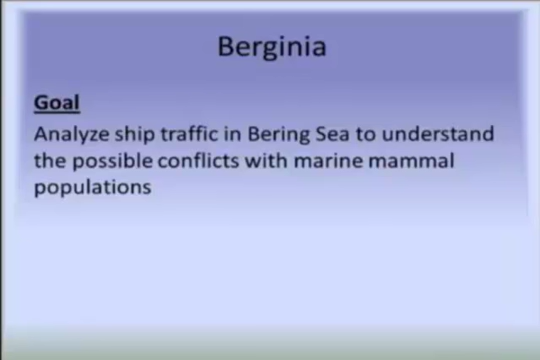 Berginia
Goal
Analyze ship traffic in Bering Sea to understand
the possible conflicts with marine mammal
populations